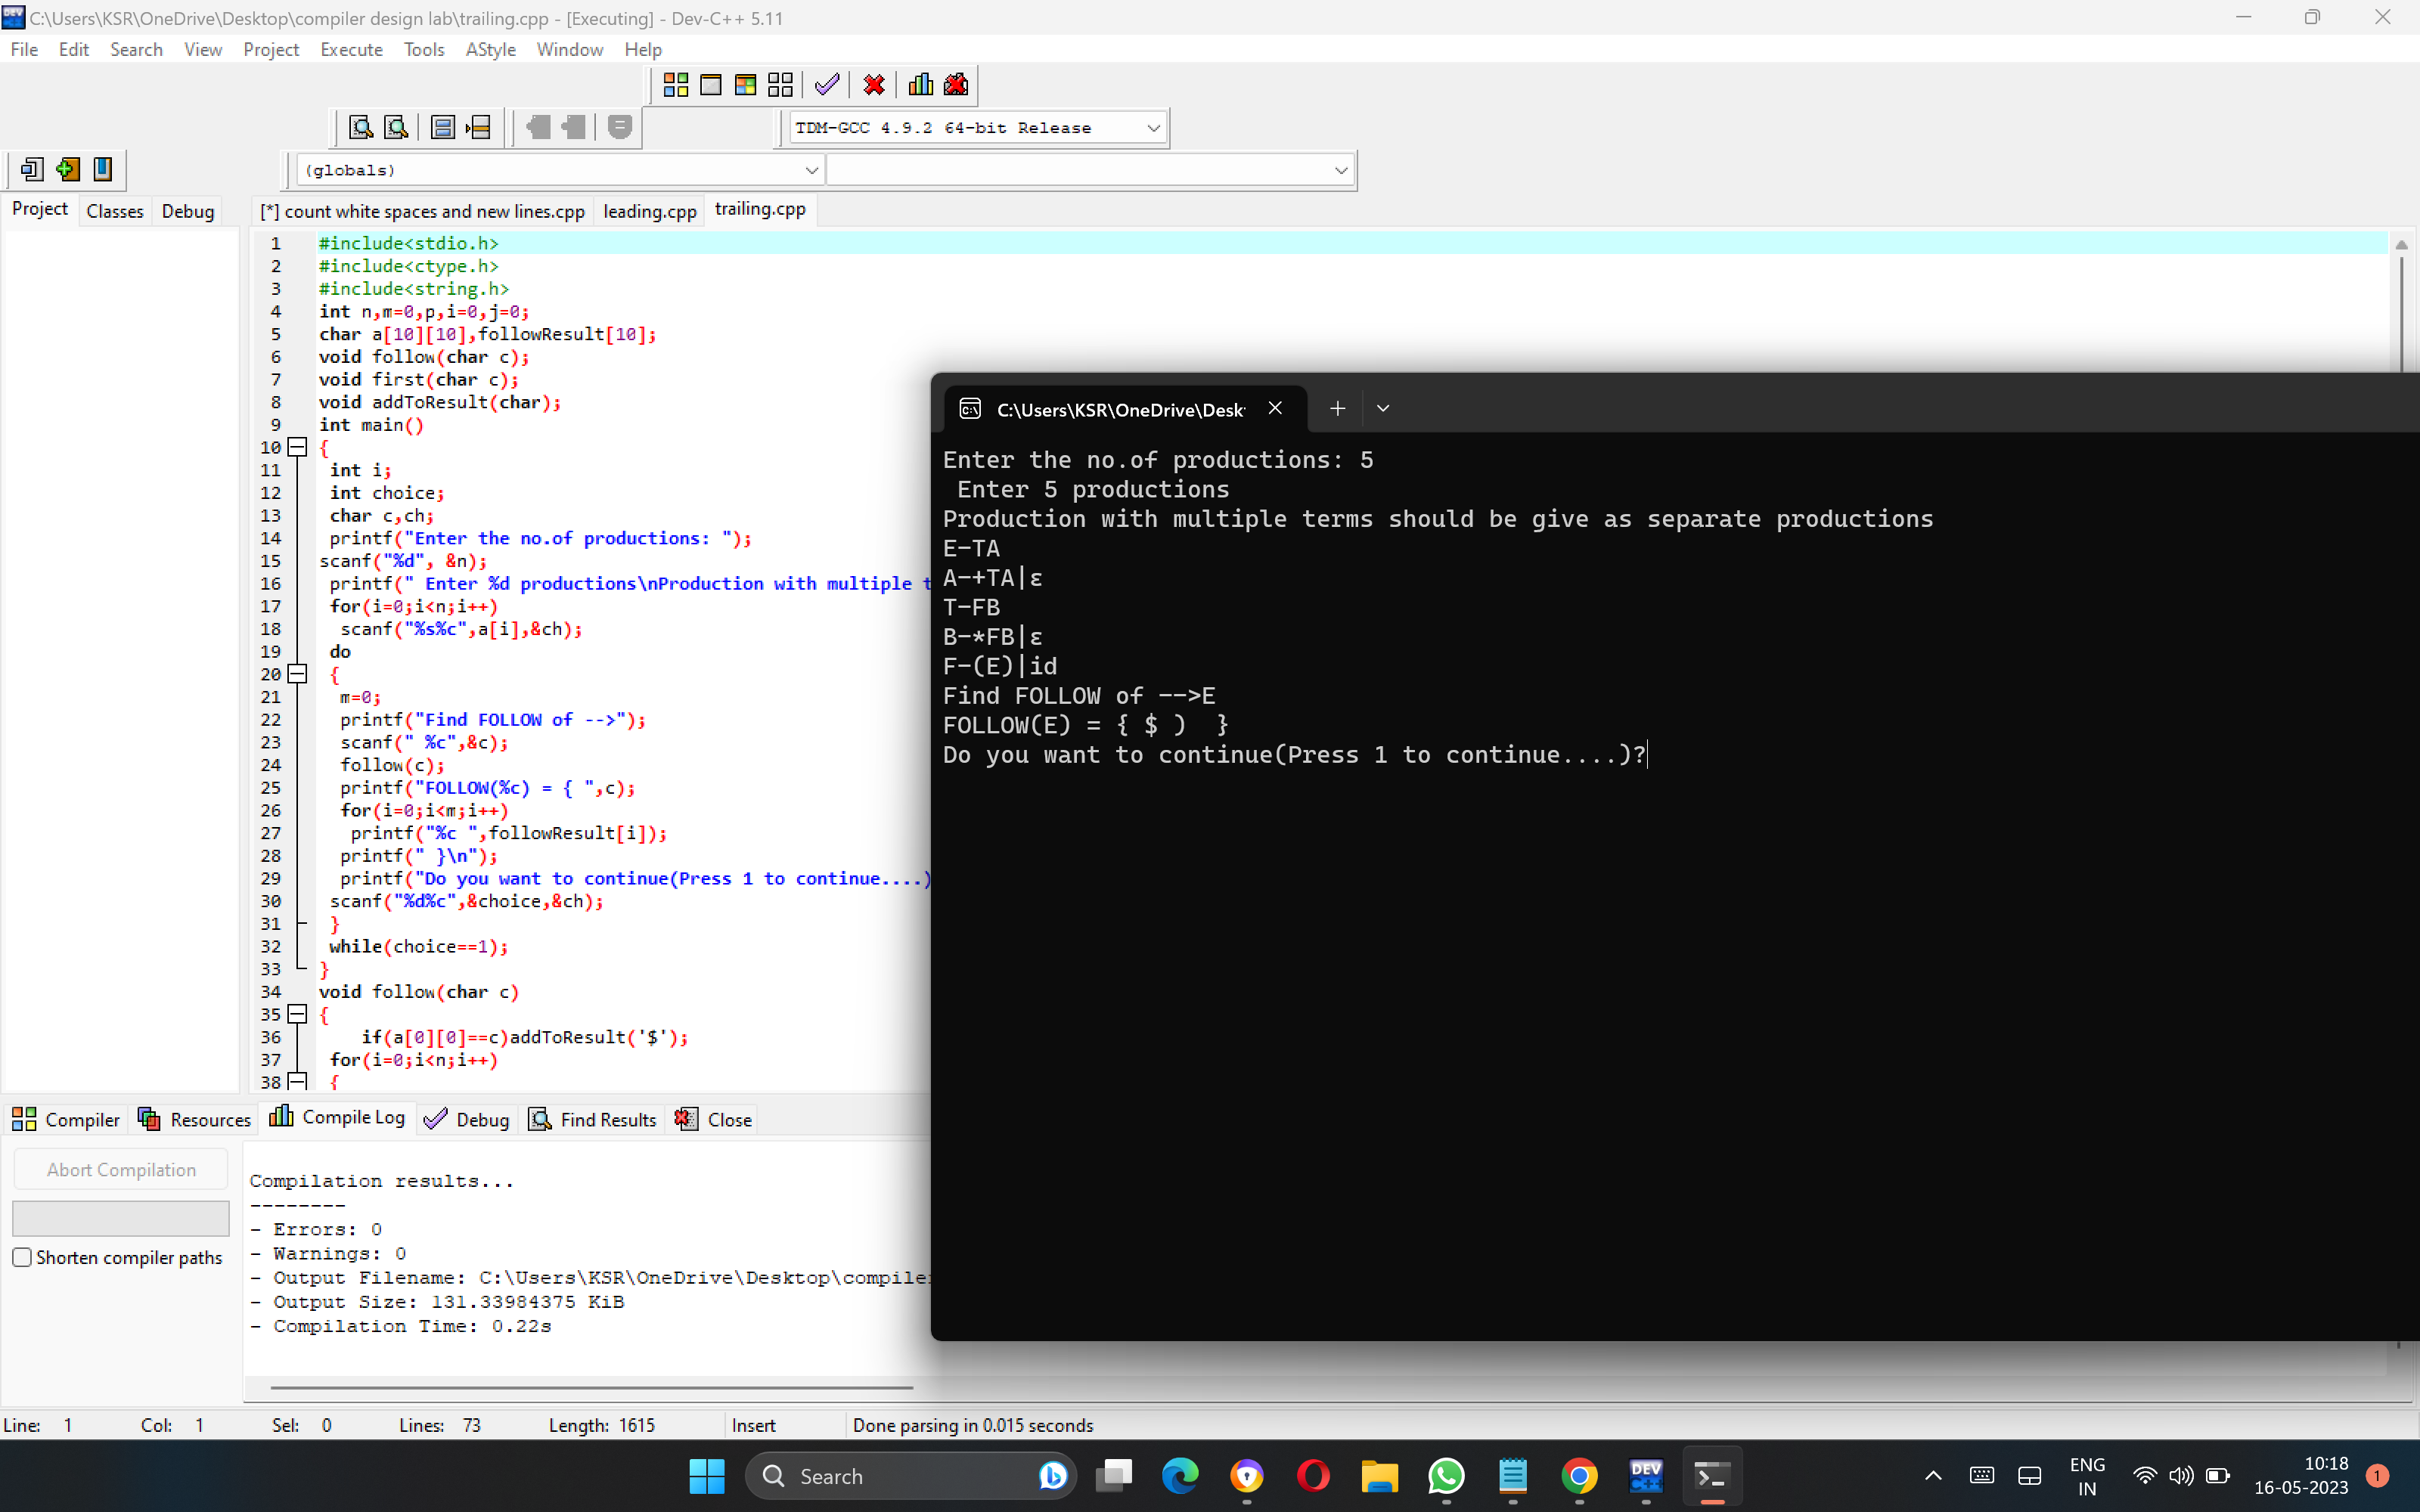 C:\Users\KSR\OneDrive\Desktop\compiler design lab\trailing.cpp - [Executing] - Dev-C++ 5.11
File Edit Search View Project Execute Tools AStyle Window Help
TDM-GCC 4.9.2 64-bit Release
(globals)
Project Classes Debug
[*] count white spaces and new lines.cpp leading.cpp trailing.cpp
1 #include<stdio.h>
2 #include<ctype.h>
3 #include<string.h>
4 int n,m=0,p,i=0,j=0;
5 char a[10][10],followResult[10];
6 void follow(char c);
7 void first(char c);
8 void addToResult(char);
9 int main()
10 {
11 int i;
12 int choice;
13 char c,ch;
14 printf("Enter the no.of productions: ");
15 scanf("%d", &n);
16 printf(" Enter %d productions\nProduction with multiple t
17 for(i=0;i<n;i++)
18 scanf("%s%c",a[i],&ch);
19 do
20 {
21 m=0;
22 printf("Find FOLLOW of -->");
23 scanf(" %c",&c);
24 follow(c);
25 printf("FOLLOW(%c) = { ",c);
26 for(i=0;i<m;i++)
27 printf("%c ",followResult[i]);
28 printf(" }\n");
29 printf("Do you want to continue(Press 1 to continue....)
30 scanf("%d%c",&choice,&ch);
31 }
32 while(choice==1);
33 }
34 void follow(char c)
35 {
36 if(a[0][0]==c)addToResult('$');
37 for(i=0;i<n;i++)
38 {
C:\Users\KSR\OneDrive\Desk
Enter the no.of productions: 5
Enter 5 productions
Production with multiple terms should be give as separate productions
E-TA
A-+TA|ε
T-FB
B-*FB|ε
F-(E)|id
Find FOLLOW of -->E
FOLLOW(E) = { $ )  }
Do you want to continue(Press 1 to continue....)?
Compiler Resources Compile Log Debug Find Results Close
Abort Compilation
Shorten compiler paths
Compilation results...
--------
- Errors: 0
- Warnings: 0
- Output Filename: C:\Users\KSR\OneDrive\Desktop\compile
- Output Size: 131.33984375 KiB
- Compilation Time: 0.22s
Line: 1 Col: 1 Sel: 0 Lines: 73 Length: 1615 Insert Done parsing in 0.015 seconds
Search
DEV C++
ENG
IN
10:18
16-05-2023
1